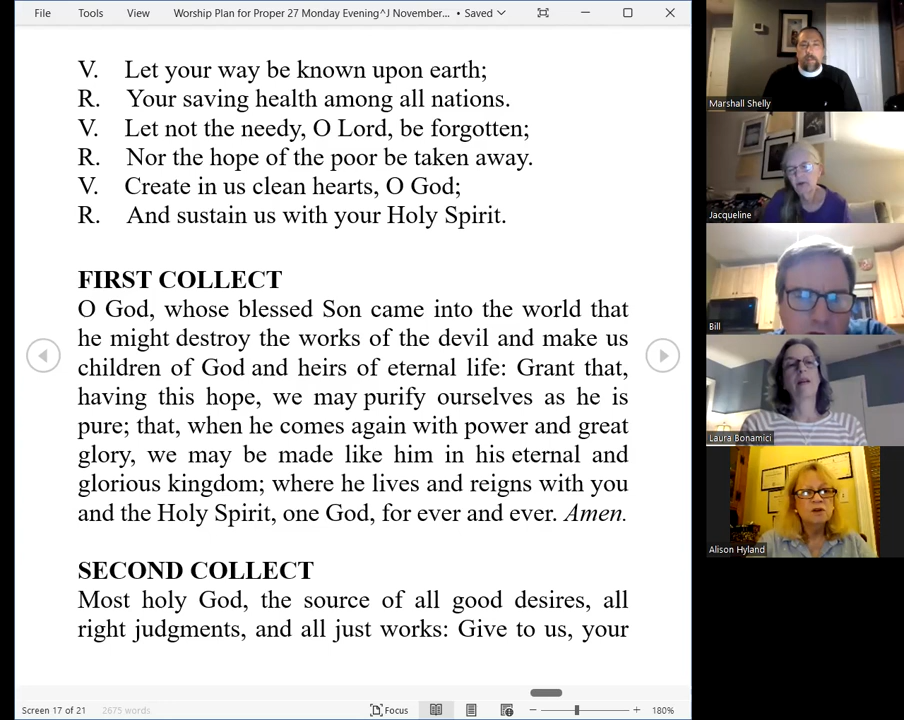 File Tools View Worship Plan for Proper 27 Monday Evening^J November... • Saved
V. Let your way be known upon earth;
R. Your saving health among all nations.
V. Let not the needy, O Lord, be forgotten;
R. Nor the hope of the poor be taken away.
V. Create in us clean hearts, O God;
R. And sustain us with your Holy Spirit.
FIRST COLLECT
O God, whose blessed Son came into the world that
he might destroy the works of the devil and make us
children of God and heirs of eternal life: Grant that,
having this hope, we may purify ourselves as he is
pure; that, when he comes again with power and great
glory, we may be made like him in his eternal and
glorious kingdom; where he lives and reigns with you
and the Holy Spirit, one God, for ever and ever. Amen.
SECOND COLLECT
Most holy God, the source of all good desires, all
right judgments, and all just works: Give to us, your
Screen 17 of 21 2675 words Focus 180%
Marshall Shelly
Jacqueline
Bill
Laura Bonamici
Alison Hyland